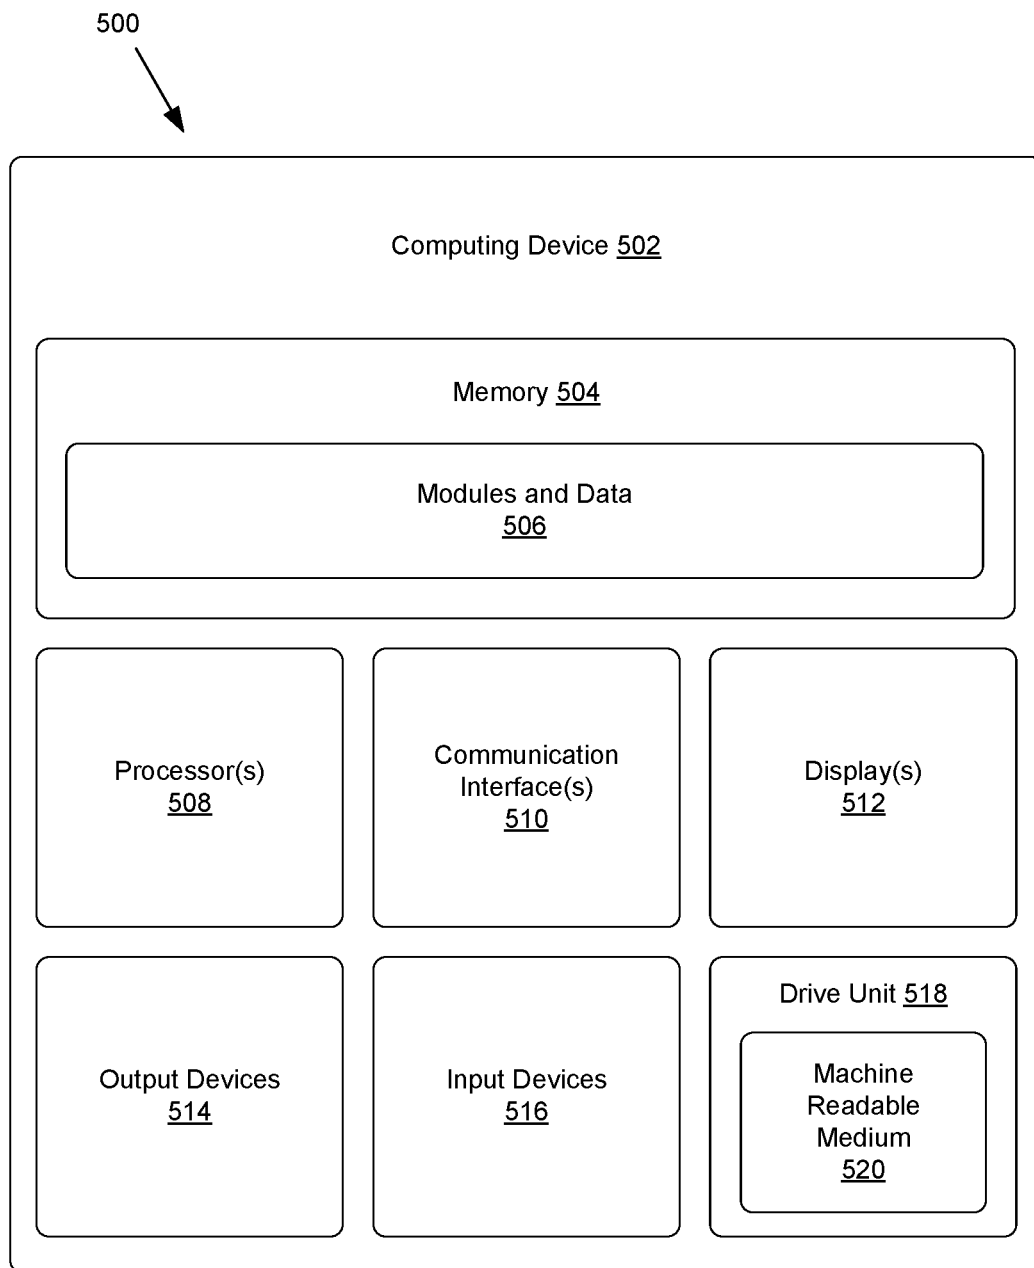 500
Computing Device 502
Memory 504
Modules and Data
506
Processor(s)
508
Communication
Interface(s)
510
Display(s)
512
Output Devices
514
Input Devices
516
Drive Unit 518
Machine
Readable
Medium
520